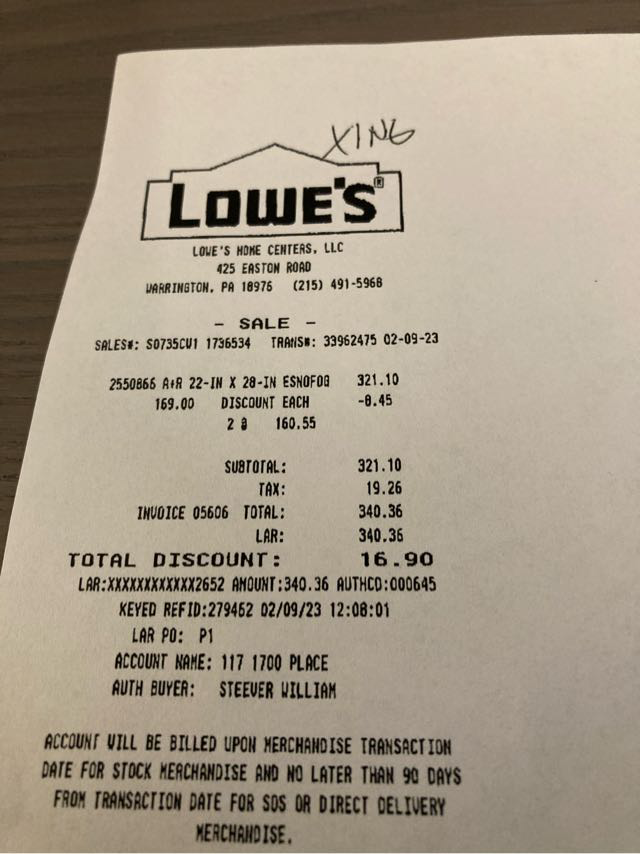 XING
LOWE'S®
LOWE'S HOME CENTERS, LLC
425 EASTON ROAD
WARRINGTON, PA 18976 (215) 491-5968
- SALE -
SALES#: S0735CW1 1736534 TRANS#: 33962475 02-09-23
2550866 A+R 22-IN X 28-IN ESNOFOG 321.10
169.00 DISCOUNT EACH -8.45
2 @ 160.55
SUBTOTAL: 321.10
TAX: 19.26
INVOICE 05606 TOTAL: 340.36
LAR: 340.36
TOTAL DISCOUNT: 16.90
LAR:XXXXXXXXXXXX2652 AMOUNT:340.36 AUTHCD:000645
KEYED REFID:279462 02/09/23 12:08:01
LAR PO: P1
ACCOUNT NAME: 117 1700 PLACE
AUTH BUYER: STEEVER WILLIAM
ACCOUNT WILL BE BILLED UPON MERCHANDISE TRANSACTION
DATE FOR STOCK MERCHANDISE AND NO LATER THAN 90 DAYS
FROM TRANSACTION DATE FOR SOS OR DIRECT DELIVERY
MERCHANDISE.